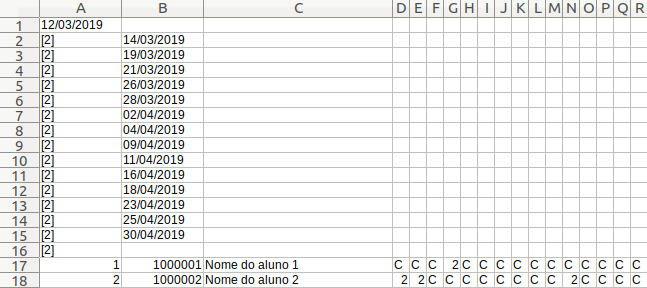 A B C D E F G H I J K L M N O P Q R
1 12/03/2019
2 [2] 14/03/2019
3 [2] 19/03/2019
4 [2] 21/03/2019
5 [2] 26/03/2019
6 [2] 28/03/2019
7 [2] 02/04/2019
8 [2] 04/04/2019
9 [2] 09/04/2019
10 [2] 11/04/2019
11 [2] 16/04/2019
12 [2] 18/04/2019
13 [2] 23/04/2019
14 [2] 25/04/2019
15 [2] 30/04/2019
16 [2]
17 1 1000001 Nome do aluno 1 C C C 2 C C C C C C C C C C C
18 2 1000002 Nome do aluno 2 2 2 C C C C C C C C 2 C C C C